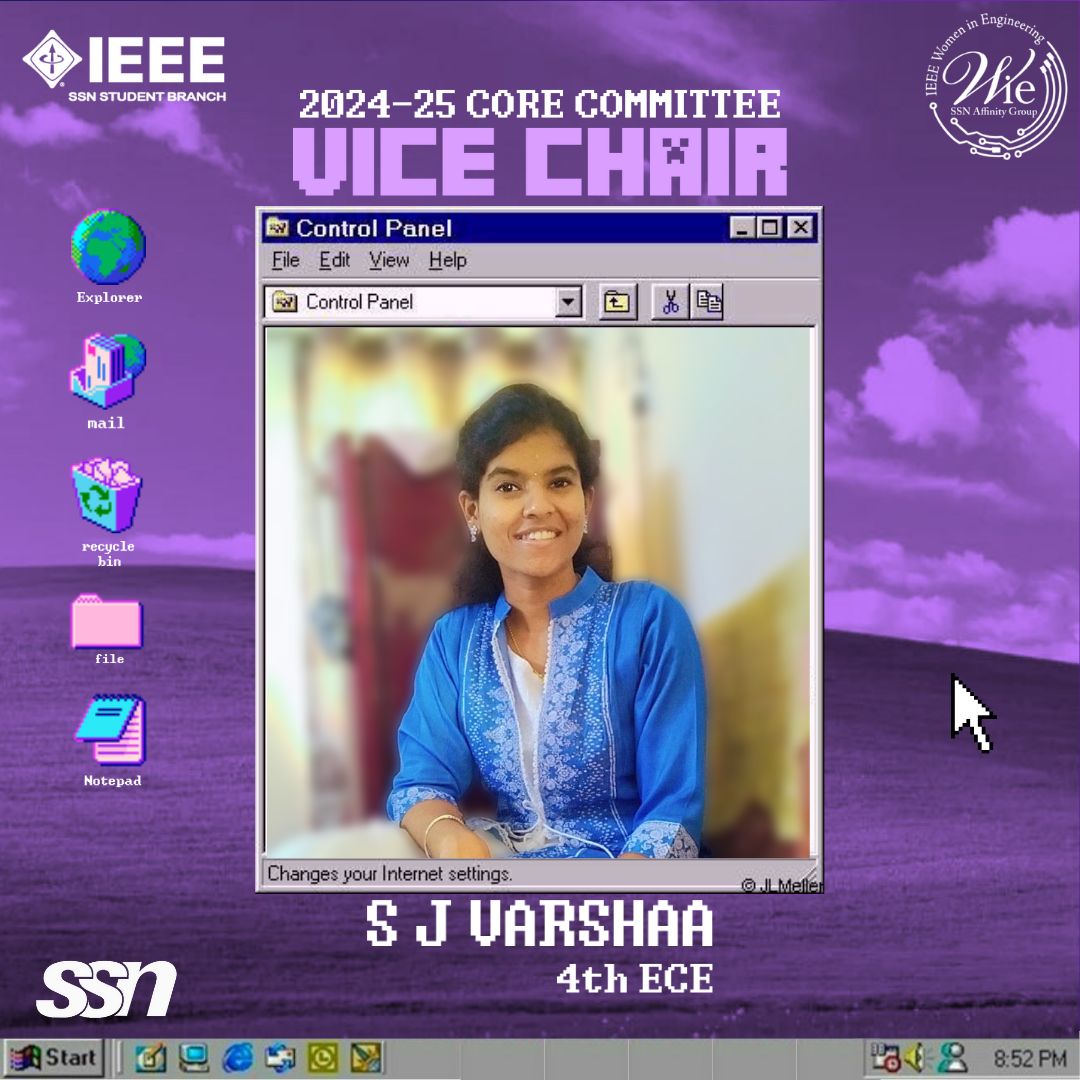 IEEE
SSN STUDENT BRANCH
IEEE Women in Engineering
WiE
SSN Affinity Group
2024-25 CORE COMMITTEE
VICE CHAIR
Explorer
mail
recycle
bin
file
Notepad
Control Panel
File Edit View Help
Control Panel
Changes your Internet settings.
S J VARSHAA
4th ECE
ssn
Start
8:52 PM